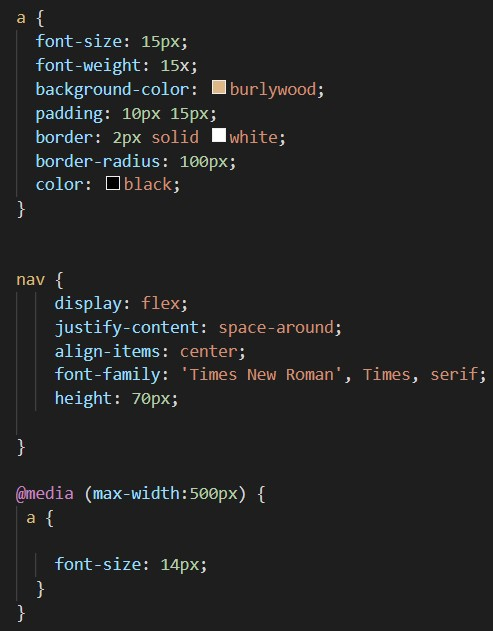 a {
font-size: 15px;
font-weight: 15x;
background-color: burlywood;
padding: 10px 15px;
border: 2px solid white;
border-radius: 100px;
color: black;
}
nav {
display: flex;
justify-content: space-around;
align-items: center;
font-family: 'Times New Roman', Times, serif;
height: 70px;
}
@media (max-width:500px) {
a {
font-size: 14px;
}
}